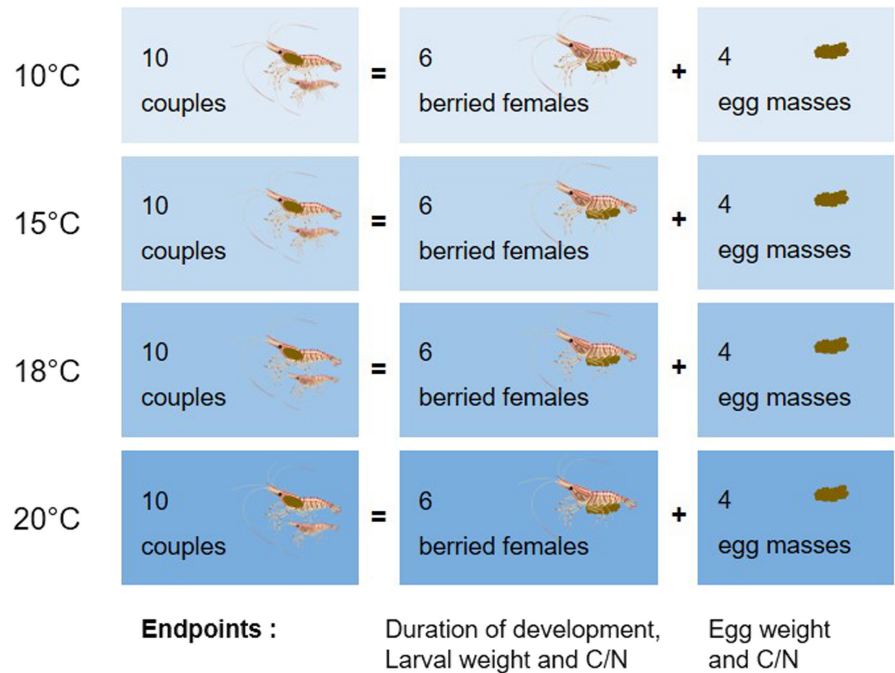 10°C
10
couples
=
6
berried females
+
4
egg masses
15°C
10
couples
=
6
berried females
+
4
egg masses
18°C
10
couples
=
6
berried females
+
4
egg masses
20°C
10
couples
=
6
berried females
+
4
egg masses
Endpoints :
Duration of development,
Larval weight and C/N
Egg weight
and C/N